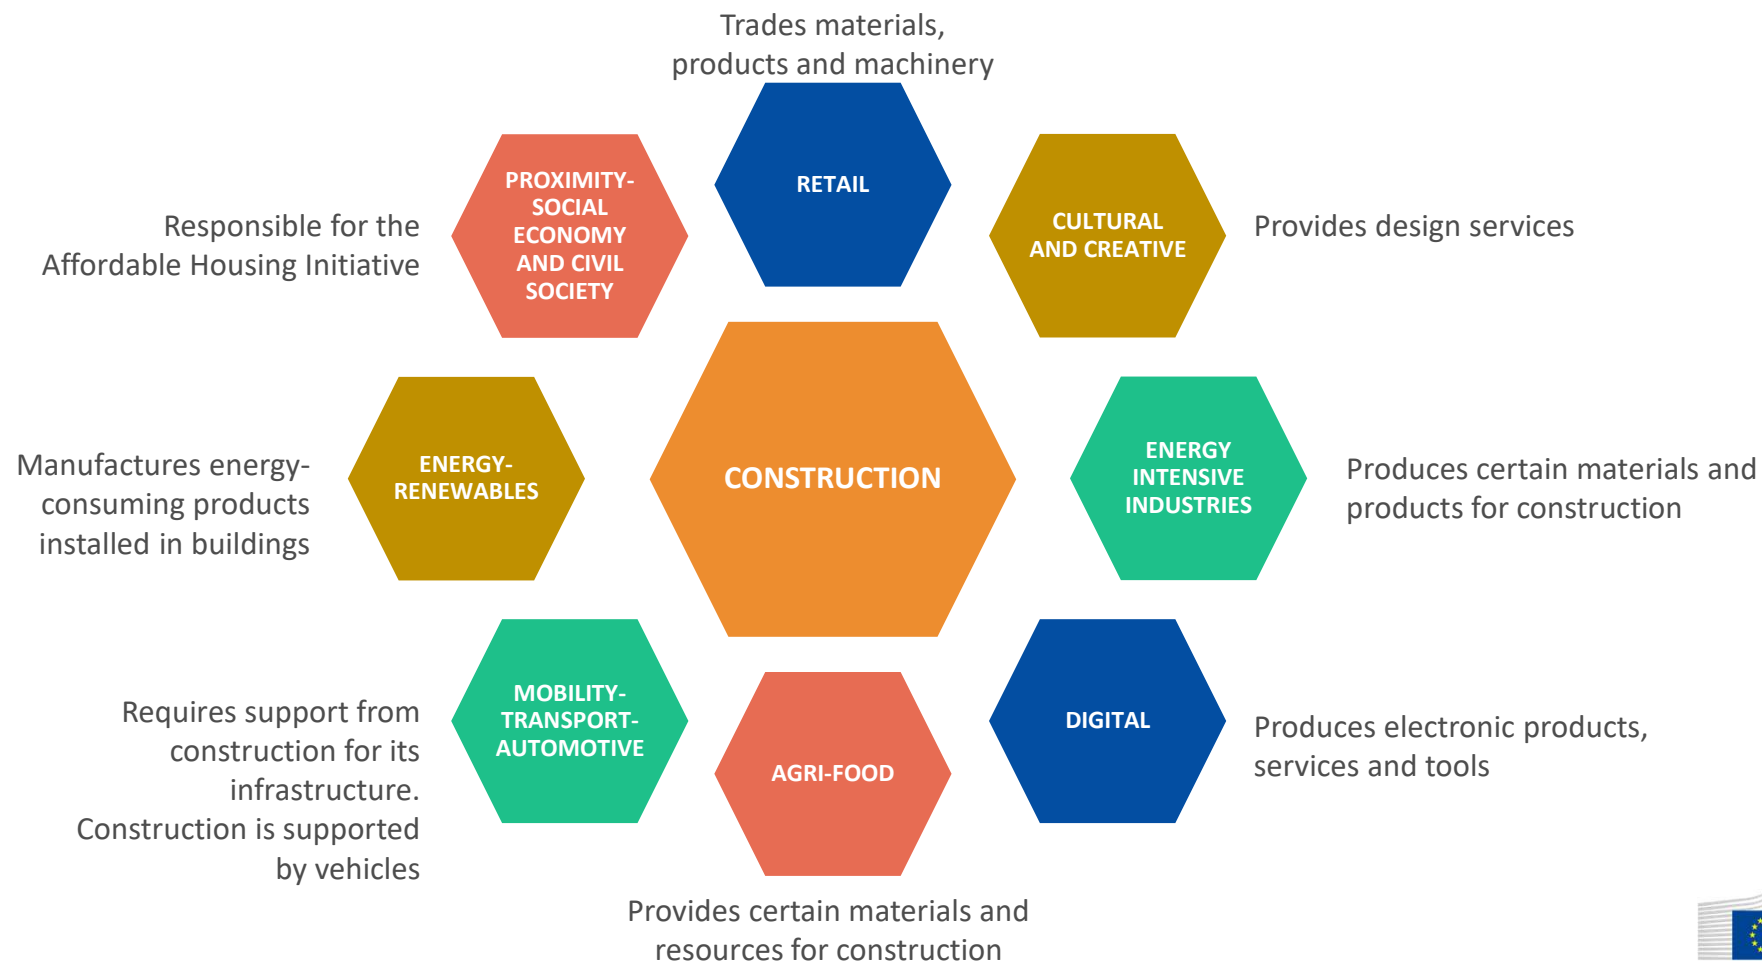 Trades materials,
products and machinery
RETAIL
PROXIMITY-
SOCIAL
ECONOMY
AND CIVIL
SOCIETY
Responsible for the
Affordable Housing Initiative
CULTURAL
AND CREATIVE
Provides design services
ENERGY-
RENEWABLES
Manufactures energy-
consuming products
installed in buildings
CONSTRUCTION
ENERGY
INTENSIVE
INDUSTRIES
Produces certain materials and
products for construction
MOBILITY-
TRANSPORT-
AUTOMOTIVE
Requires support from
construction for its
infrastructure.
Construction is supported
by vehicles
AGRI-FOOD
Provides certain materials and
resources for construction
DIGITAL
Produces electronic products,
services and tools